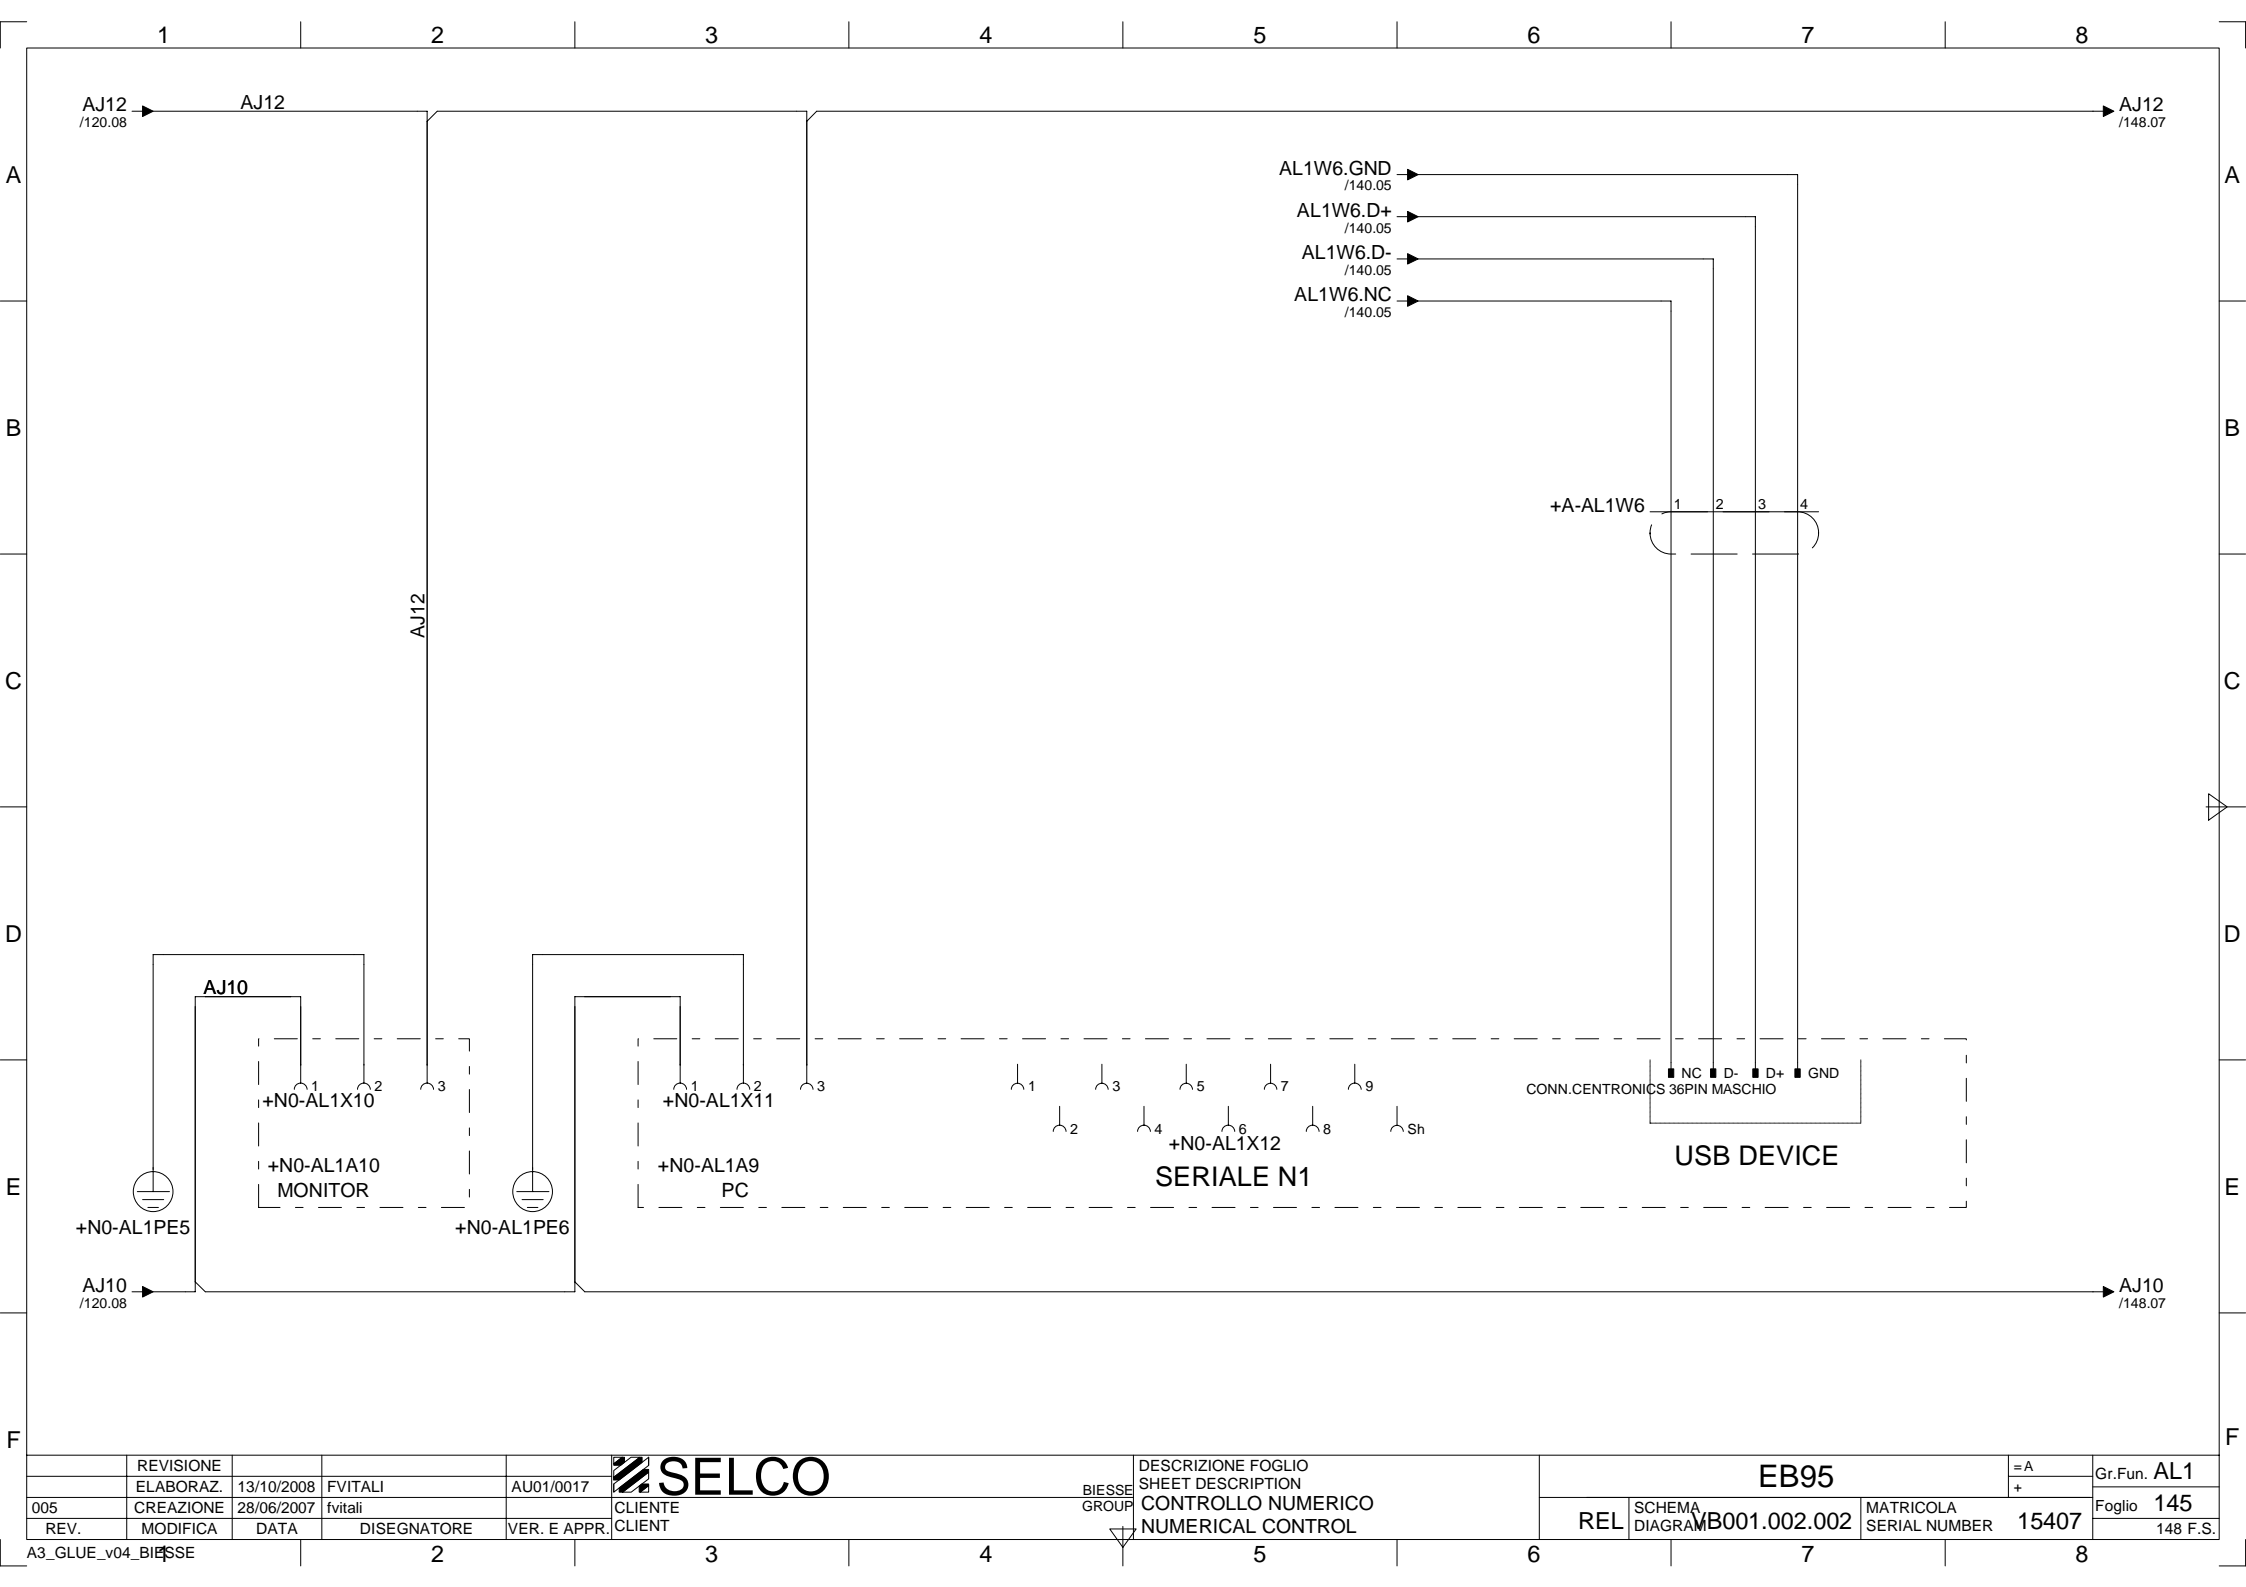 1 2 3 4 5 6 7 8
AJ12 AJ12 AJ12
/120.08 /148.07
A A
AL1W6.GND
/140.05
AL1W6.D+
/140.05
AL1W6.D-
/140.05
AL1W6.NC
/140.05
B B
+A-AL1W6 1 2 3 4
AJ12
C C
D D
AJ10
1 2 3
+N0-AL1X10
1 2 3
+N0-AL1X11
1 3 5 7 9
2 4 6 8 Sh
+N0-AL1X12
SERIALE N1
NC D- D+ GND
CONN.CENTRONICS 36PIN MASCHIO
USB DEVICE
+N0-AL1A10
MONITOR
+N0-AL1A9
PC
E E
+N0-AL1PE5 +N0-AL1PE6
AJ10 AJ10
/120.08 /148.07
F F
REVISIONE
ELABORAZ. 13/10/2008 FVITALI AU01/0017
005 CREAZIONE 28/06/2007 fvitali
REV. MODIFICA DATA DISEGNATORE VER. E APPR.
SELCO
BIESSE
GROUP
CLIENTE
CLIENT
DESCRIZIONE FOGLIO
SHEET DESCRIPTION
CONTROLLO NUMERICO
NUMERICAL CONTROL
EB95
=A
+
Gr.Fun. AL1
REL
SCHEMA
DIAGRAM VB001.002.002
MATRICOLA
SERIAL NUMBER 15407
Foglio 145
148 F.S.
A3_GLUE_v04_BIESSE
1 2 3 4 5 6 7 8